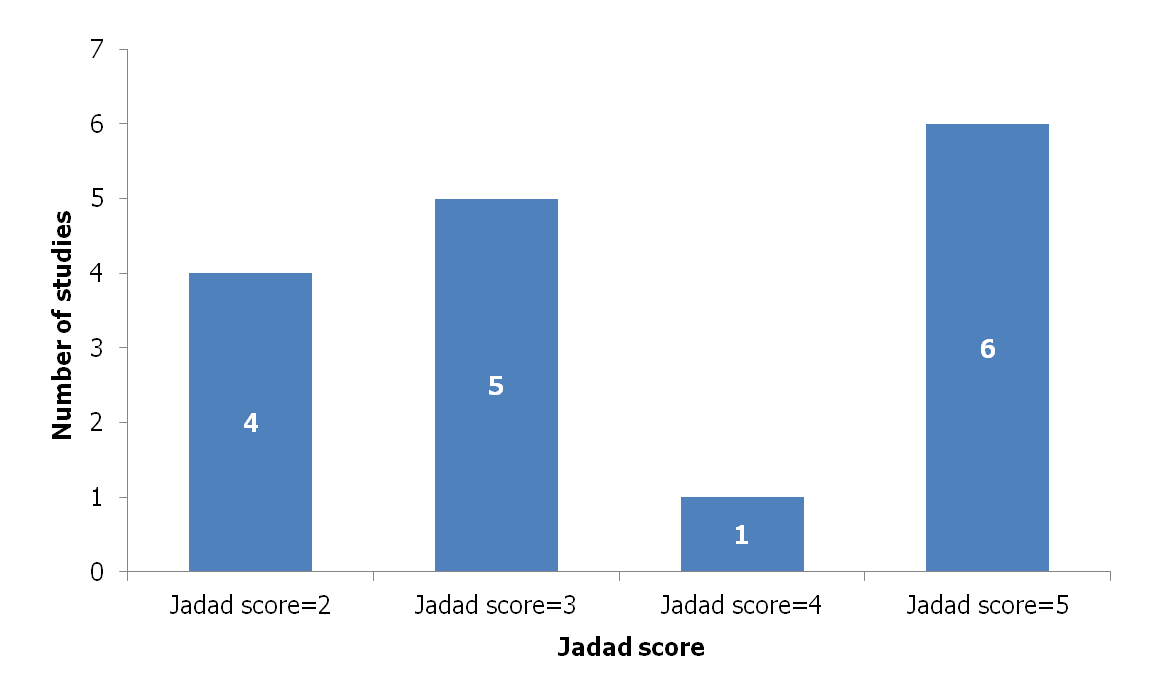 7
6
5
4
3
2
1
0
Number of studies
4
5
1
6
Jadad score=2
Jadad score=3
Jadad score=4
Jadad score=5
Jadad score